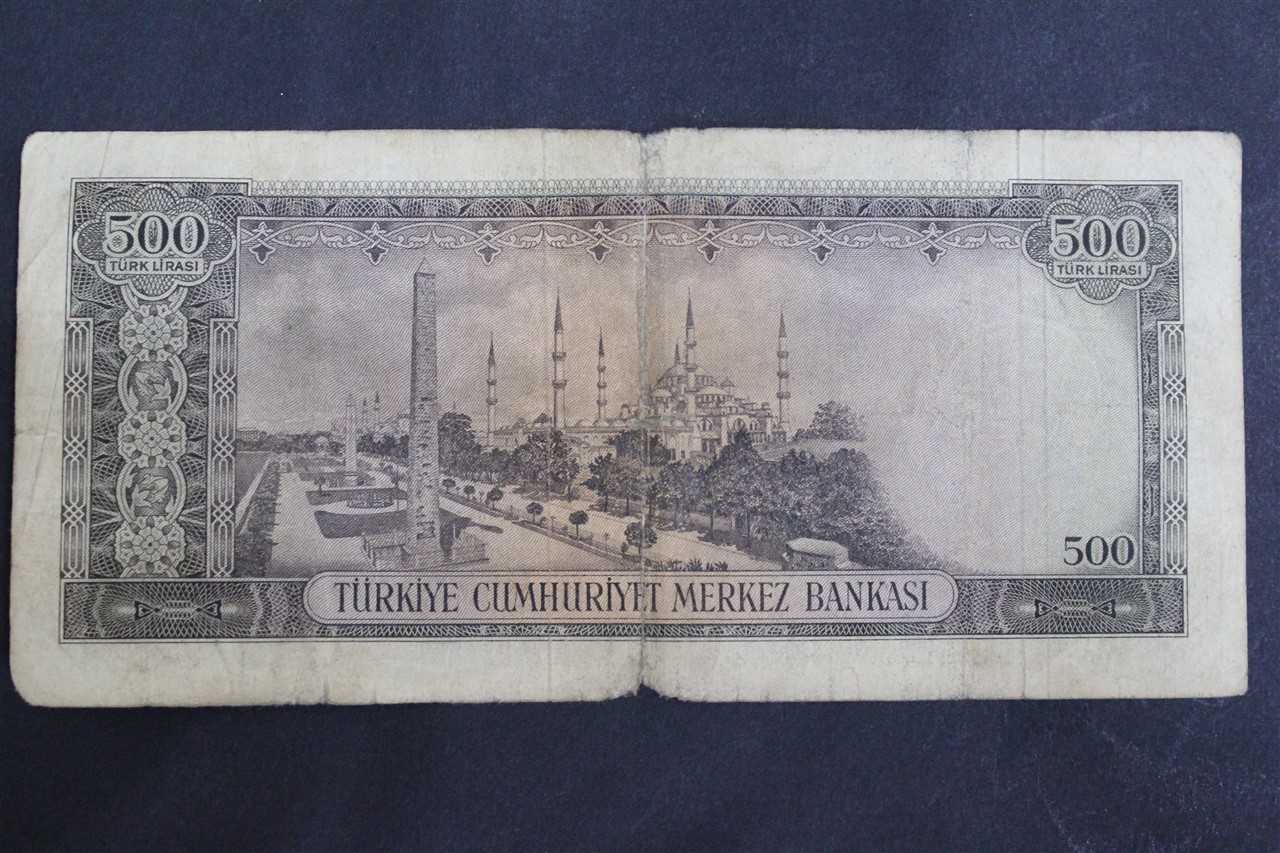 500
TÜRK LİRASI
500
TÜRK LİRASI
500
TÜRKİYE CUMHURİYET MERKEZ BANKASI